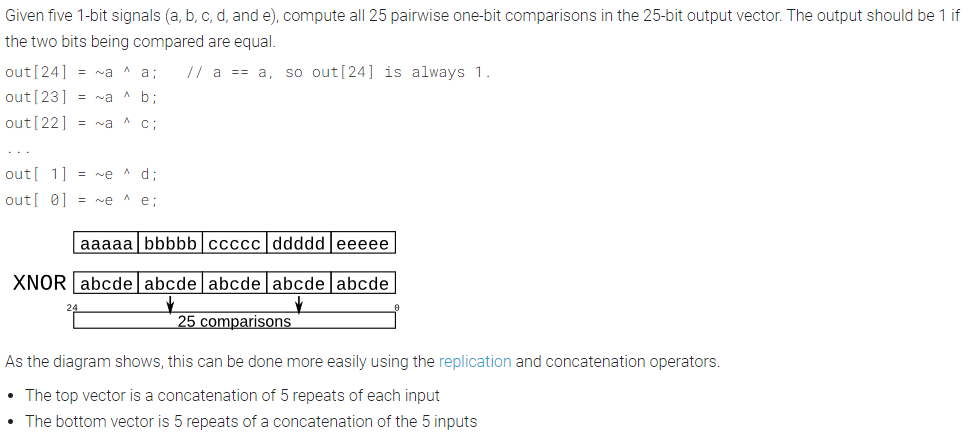 Given five 1-bit signals (a, b, c, d, and e), compute all 25 pairwise one-bit comparisons in the 25-bit output vector. The output should be 1 if
the two bits being compared are equal.
out[24] = ~a ^ a;   // a == a, so out[24] is always 1.
out[23] = ~a ^ b;
out[22] = ~a ^ c;
...
out[ 1] = ~e ^ d;
out[ 0] = ~e ^ e;
aaaaa bbbbb ccccc ddddd eeeee
XNOR abcde abcde abcde abcde abcde
24 0
25 comparisons
As the diagram shows, this can be done more easily using the replication and concatenation operators.
• The top vector is a concatenation of 5 repeats of each input
• The bottom vector is 5 repeats of a concatenation of the 5 inputs